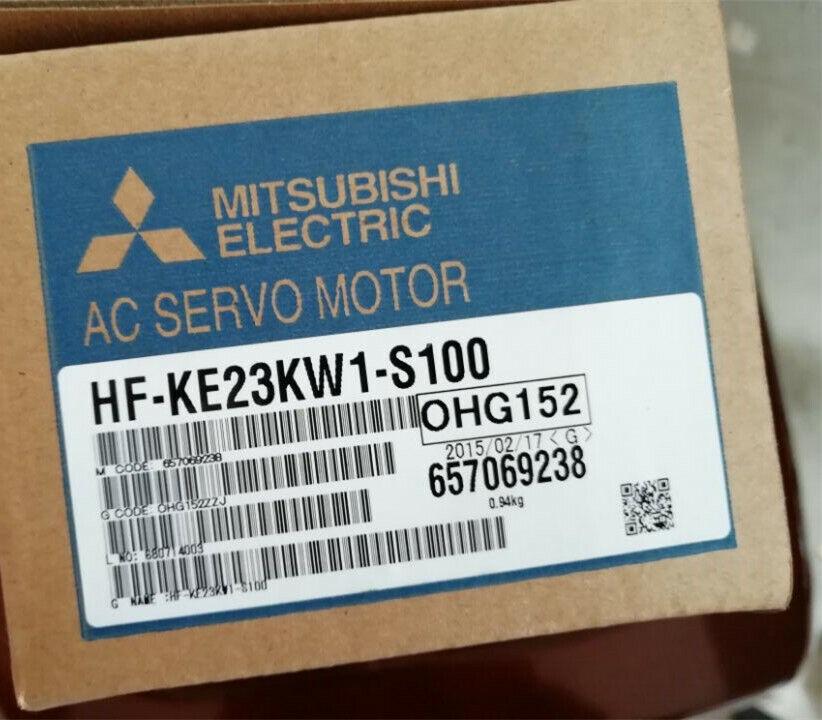 MITSUBISHI
ELECTRIC
AC SERVO MOTOR
HF-KE23KW1-S100
OHG152
2015/02/17 < G >
M CODE: 657069238
657069238
0.94kg
G CODE: OHG152ZZJ
L NO:
G NAME :HF-KE23KW1-S100